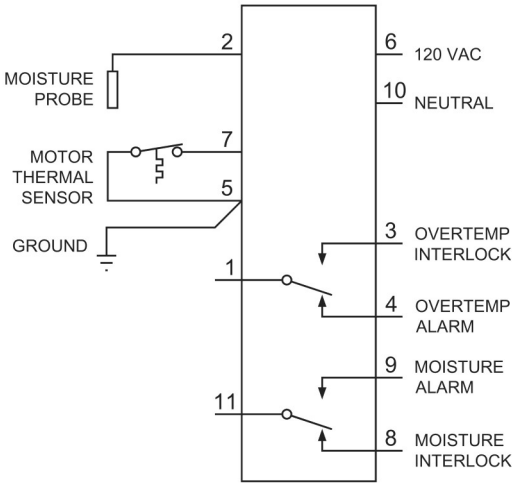 2
6
120 VAC
MOISTURE
PROBE
10
NEUTRAL
7
MOTOR
THERMAL
SENSOR
5
GROUND
3
OVERTEMP
INTERLOCK
1
4
OVERTEMP
ALARM
9
MOISTURE
ALARM
11
8
MOISTURE
INTERLOCK